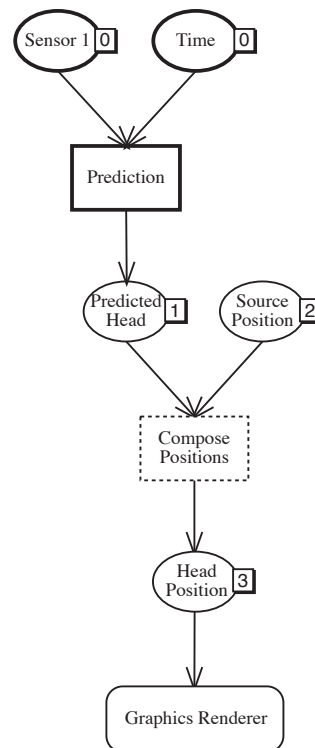 Sensor 1
0
Time
0
Prediction
Predicted
Head
1
Source
Position
2
Compose
Positions
Head
Position
3
Graphics Renderer